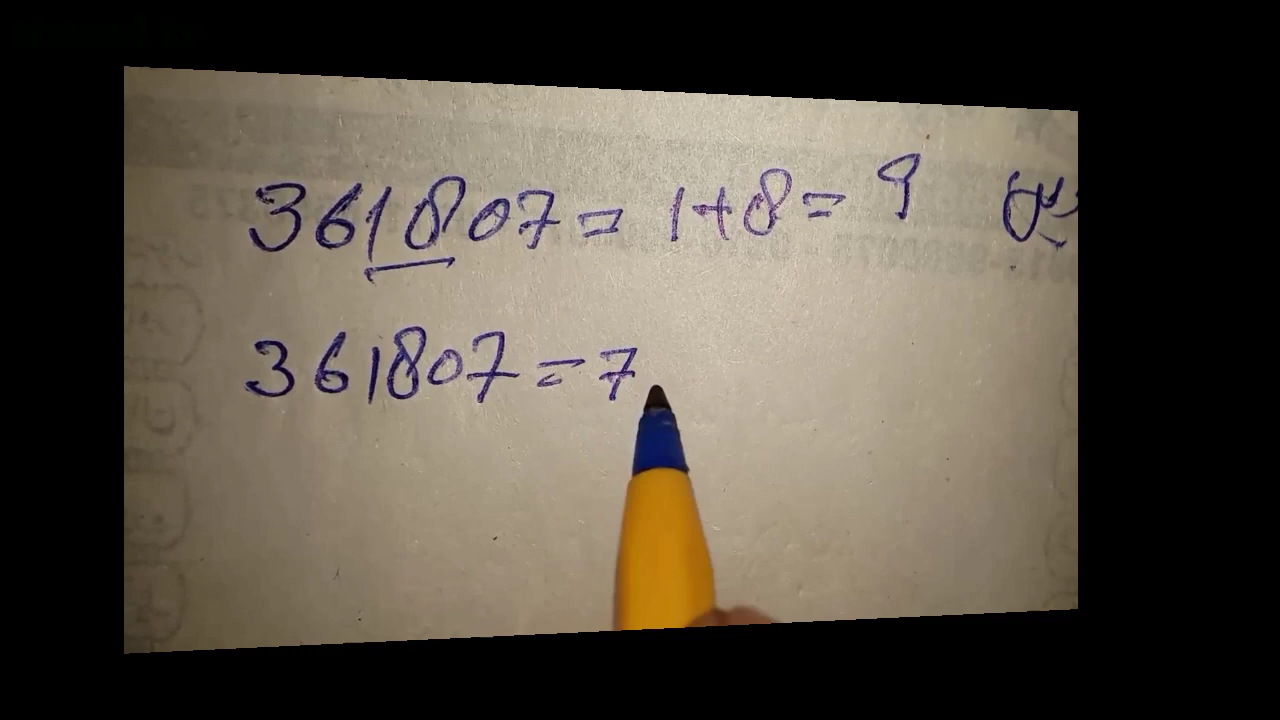 361807 = 1+8 = 9
361807 = 7